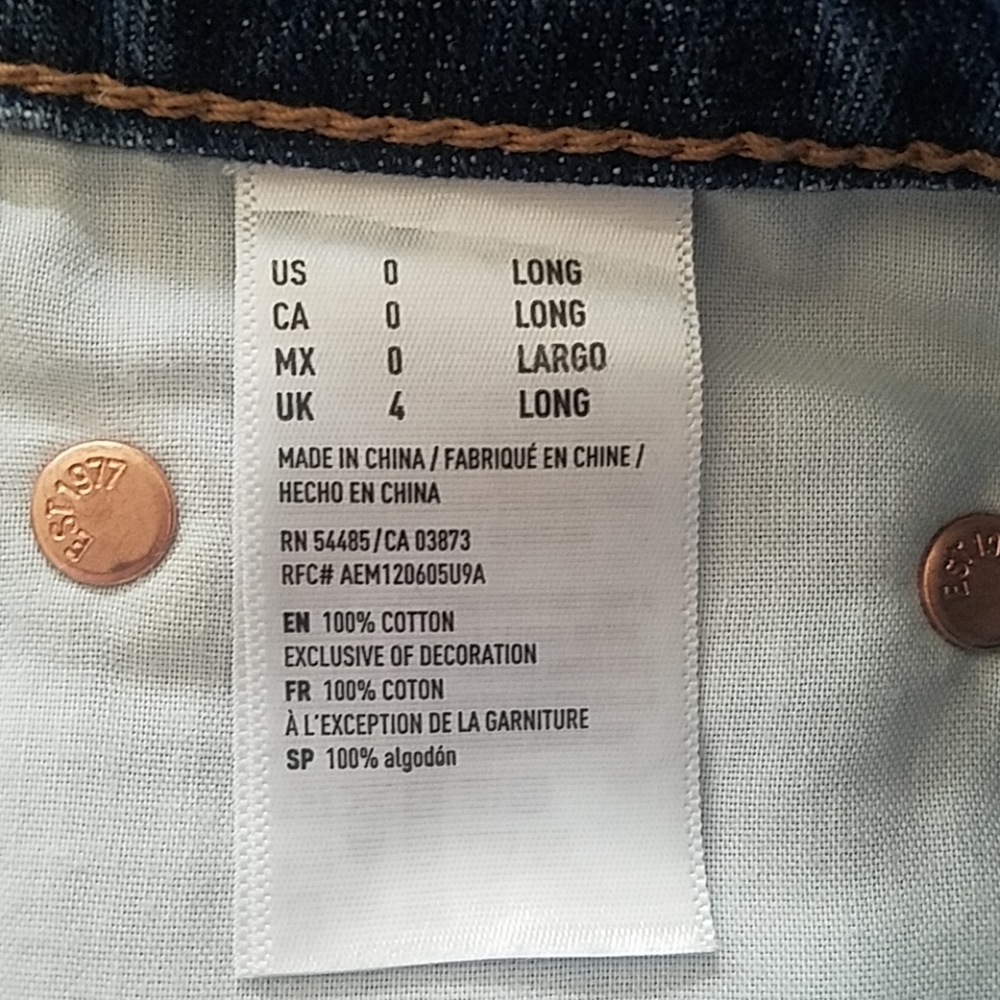 US 0 LONG
CA 0 LONG
MX 0 LARGO
UK 4 LONG
MADE IN CHINA / FABRIQUÉ EN CHINE /
HECHO EN CHINA
RN 54485/CA 03873
RFC# AEM120605U9A
EN 100% COTTON
EXCLUSIVE OF DECORATION
FR 100% COTON
À L'EXCEPTION DE LA GARNITURE
SP 100% algodón
EST 1977
EST. 19